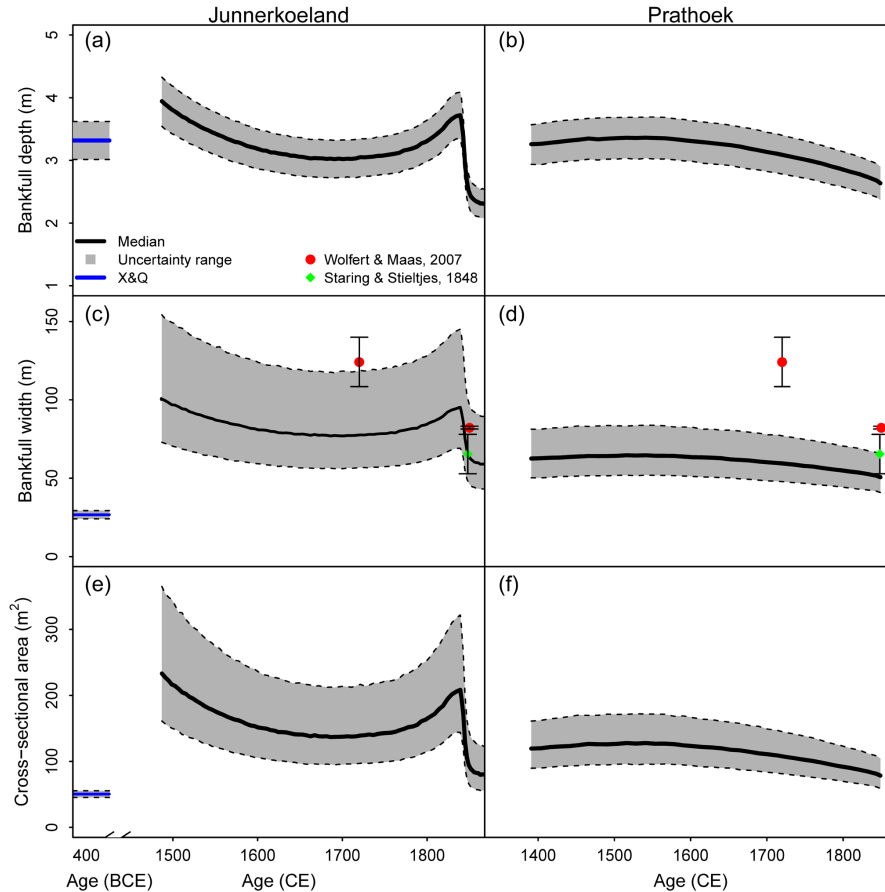 Junnerkoeland
Prathoek
(a)
(b)
Bankfull depth (m)
5
4
3
2
1
Median
Uncertainty range
X&Q
Wolfert & Maas, 2007
Staring & Stieltjes, 1848
(c)
(d)
Bankfull width (m)
150
100
50
0
(e)
(f)
Cross−sectional area (m²)
300
200
100
0
400
1500
1600
1700
1800
1400
1500
1600
1700
1800
Age (BCE)
Age (CE)
Age (CE)